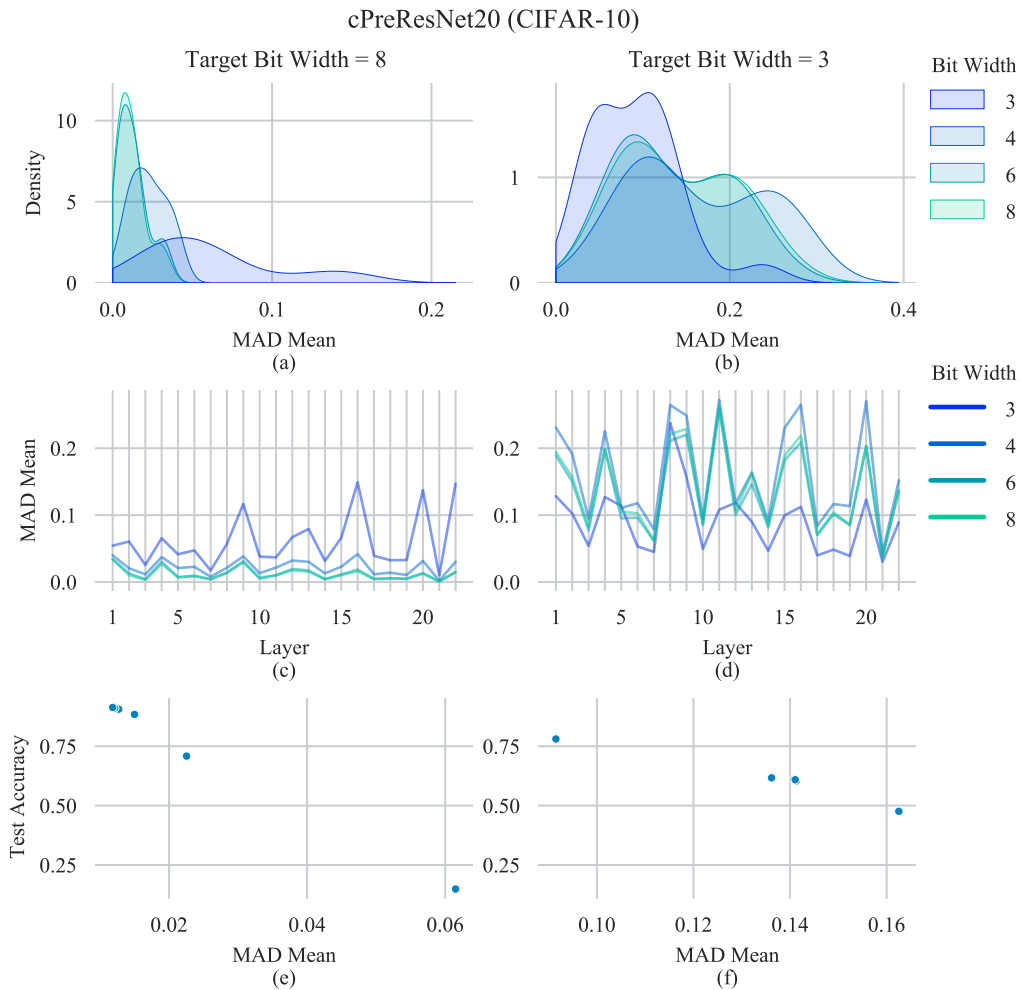 cPreResNet20 (CIFAR-10)
Target Bit Width = 8
Target Bit Width = 3
Bit Width
3
4
6
8
Density
10
5
0
0.0 0.1 0.2
MAD Mean
(a)
1
0
0.0 0.2 0.4
MAD Mean
(b)
Bit Width
3
4
6
8
MAD Mean
0.2
0.1
0.0
1 5 10 15 20
Layer
(c)
0.2
0.1
0.0
1 5 10 15 20
Layer
(d)
Test Accuracy
0.75
0.50
0.25
0.02 0.04 0.06
MAD Mean
(e)
0.75
0.50
0.25
0.10 0.12 0.14 0.16
MAD Mean
(f)